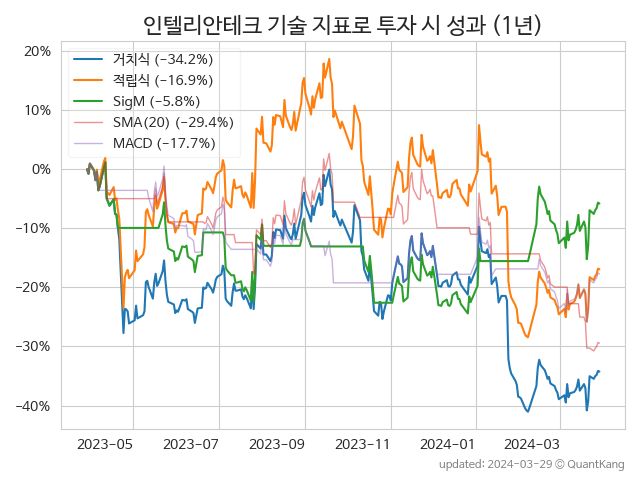 인텔리안테크 기술 지표로 투자 시 성과 (1년)
20%
10%
0%
−10%
−20%
−30%
−40%
거치식 (−34.2%)
적립식 (−16.9%)
SigM (−5.8%)
SMA(20) (−29.4%)
MACD (−17.7%)
2023−05 2023−07 2023−09 2023−11 2024−01 2024−03
updated: 2024−03−29 ⓒ QuantKang